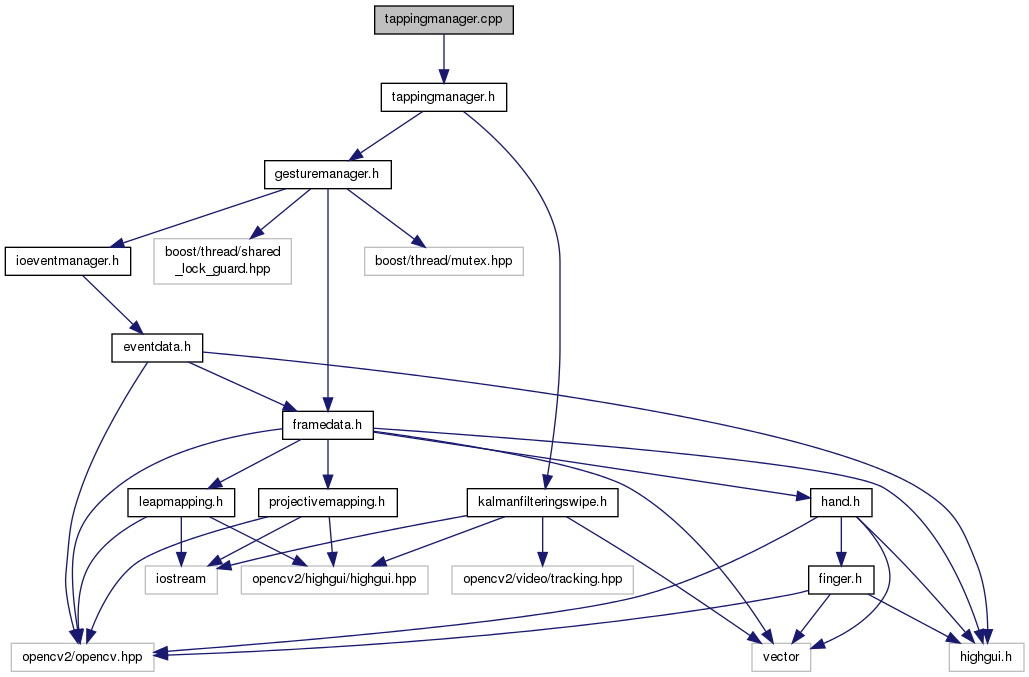 tappingmanager.cpp
tappingmanager.h
gesturemanager.h
ioeventmanager.h
boost/thread/shared
_lock_guard.hpp
boost/thread/mutex.hpp
eventdata.h
framedata.h
leapmapping.h
projectivemapping.h
kalmanfilteringswipe.h
hand.h
iostream
opencv2/highgui/highgui.hpp
opencv2/video/tracking.hpp
finger.h
opencv2/opencv.hpp
vector
highgui.h